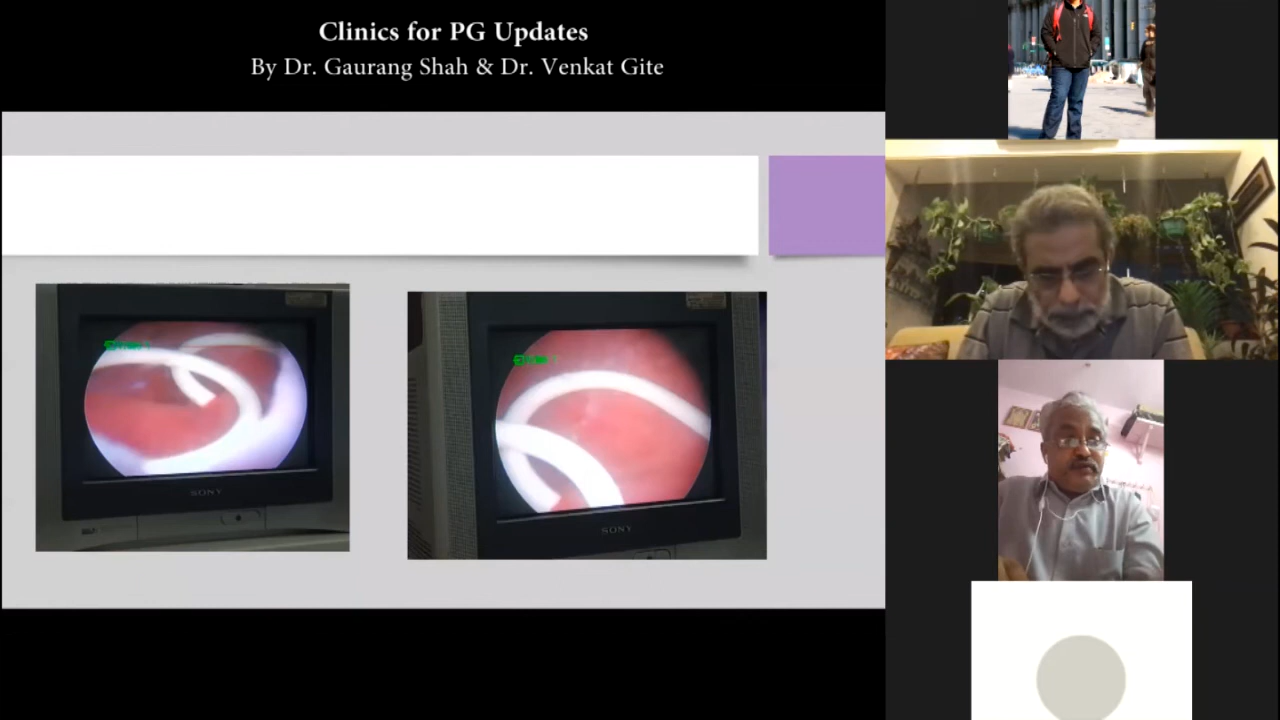 Clinics for PG Updates
By Dr. Gaurang Shah & Dr. Venkat Gite
SONY
SONY